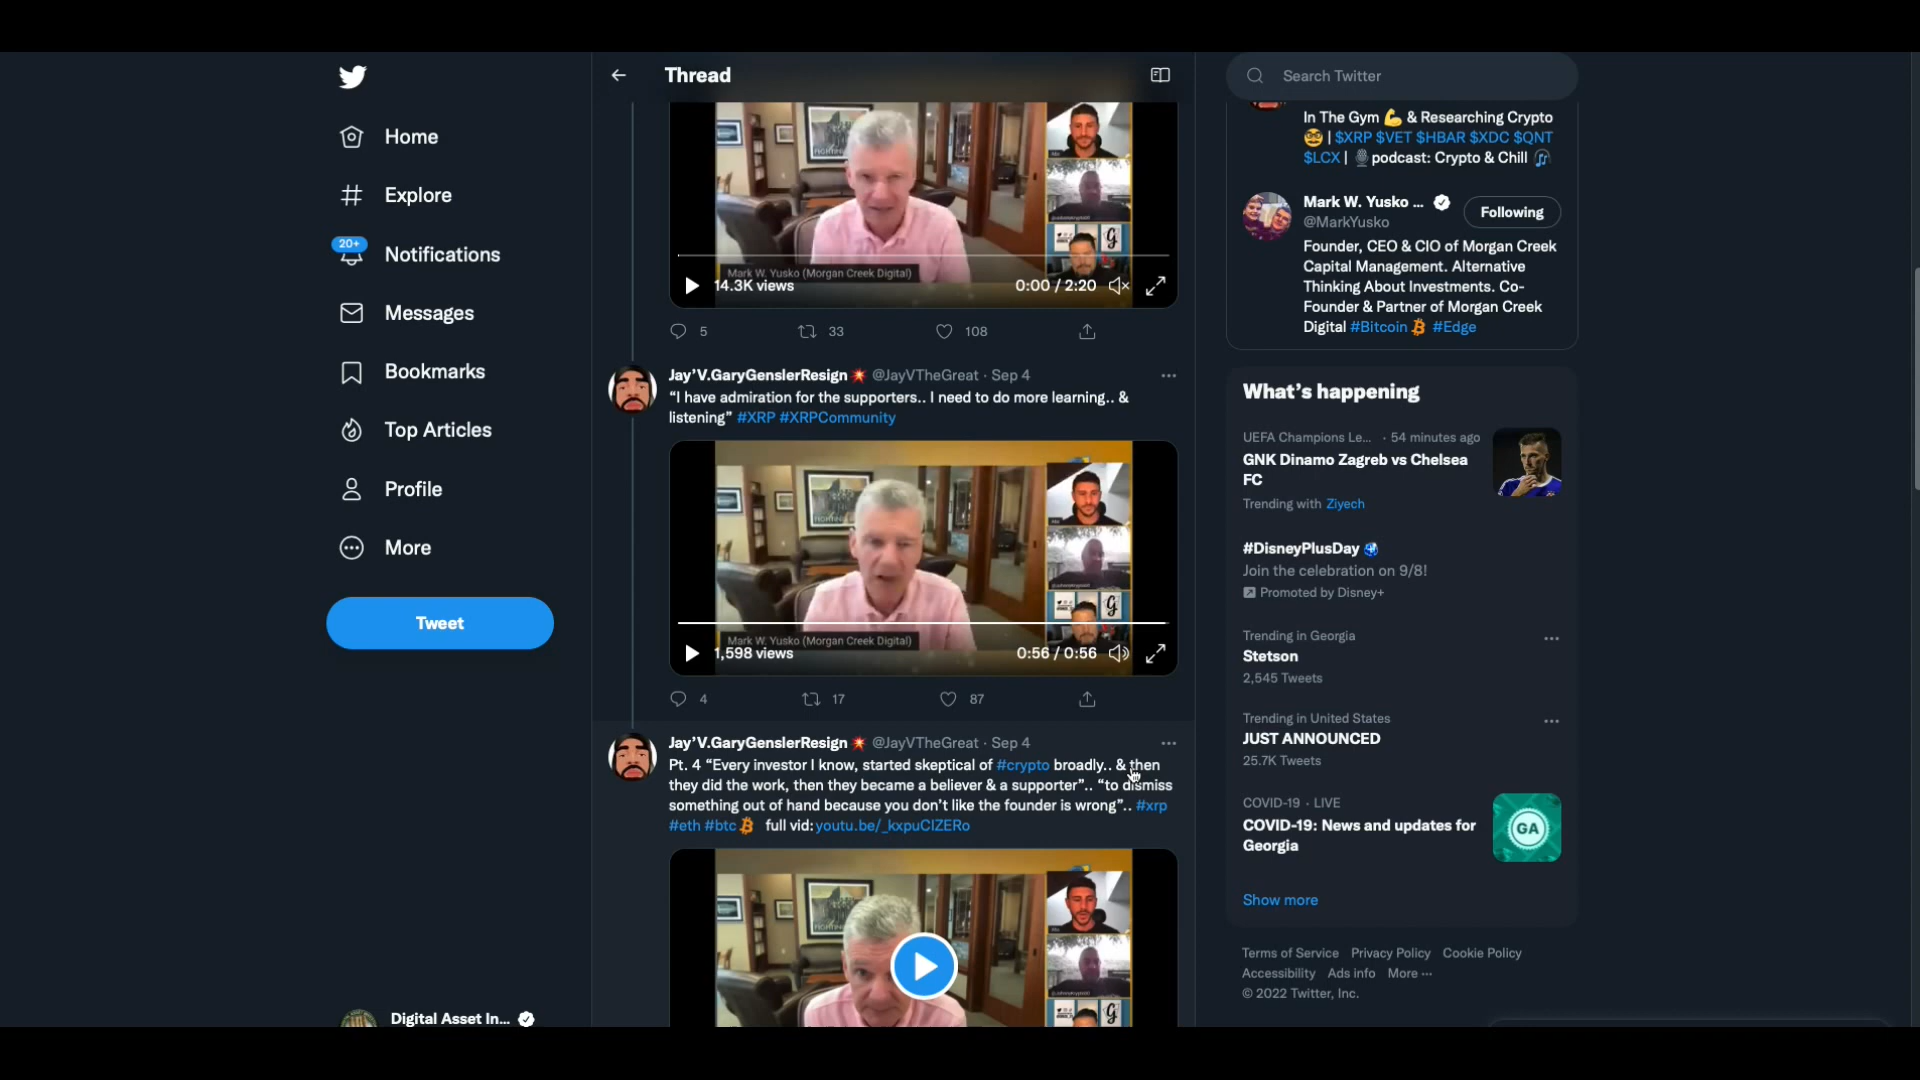 Home
Explore
20+
Notifications
Messages
Bookmarks
Top Articles
Profile
More
Tweet
Digital Asset In...
Thread
Mark W. Yusko (Morgan Creek Digital)
14.3K views
0:00 / 2:20
5
33
108
Jay'V.GaryGenslerResign💥 @JayVTheGreat · Sep 4
“I have admiration for the supporters.. I need to do more learning.. &
listening” #XRP #XRPCommunity
FIGHTING
Mark W. Yusko (Morgan Creek Digital)
1,598 views
0:56 / 0:56
4
17
87
Jay'V.GaryGenslerResign💥 @JayVTheGreat · Sep 4
Pt. 4 “Every investor I know, started skeptical of #crypto broadly.. & then
they did the work, then they became a believer & a supporter”.. “to dismiss
something out of hand because you don’t like the founder is wrong”.. #xrp
#eth #btc full vid: youtu.be/_kxpuCIZERo
Search Twitter
In The Gym 💪 & Researching Crypto
🤓 | $XRP $VET $HBAR $XDC $QNT
$LCX | 🎙️podcast: Crypto & Chill 🎶
Mark W. Yusko ...
@MarkYusko
Following
Founder, CEO & CIO of Morgan Creek
Capital Management. Alternative
Thinking About Investments. Co-
Founder & Partner of Morgan Creek
Digital #Bitcoin #Edge
What’s happening
UEFA Champions Le... · 54 minutes ago
GNK Dinamo Zagreb vs Chelsea
FC
Trending with Ziyech
#DisneyPlusDay
Join the celebration on 9/8!
Promoted by Disney+
Trending in Georgia
Stetson
2,545 Tweets
Trending in United States
JUST ANNOUNCED
25.7K Tweets
COVID-19 · LIVE
COVID-19: News and updates for
Georgia
GA
Show more
Terms of Service Privacy Policy Cookie Policy
Accessibility Ads info More ···
© 2022 Twitter, Inc.